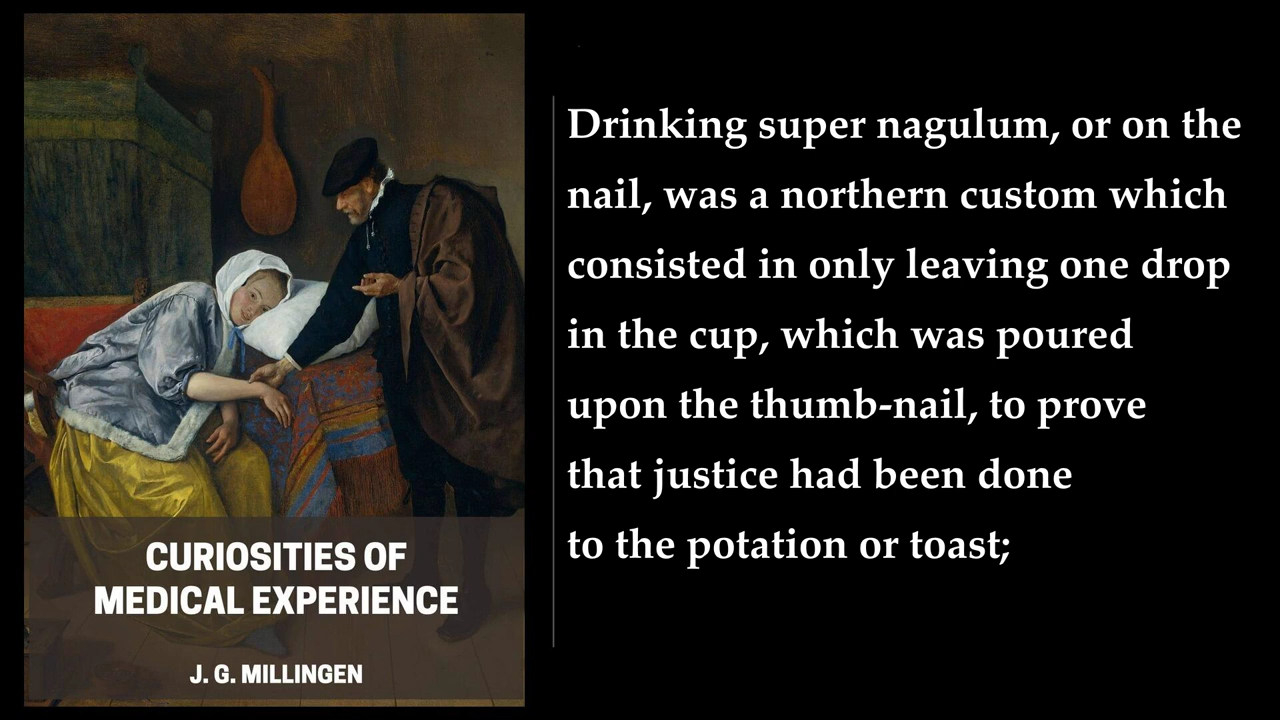 CURIOSITIES OF
MEDICAL EXPERIENCE
J. G. MILLINGEN
Drinking super nagulum, or on the
nail, was a northern custom which
consisted in only leaving one drop
in the cup, which was poured
upon the thumb-nail, to prove
that justice had been done
to the potation or toast;